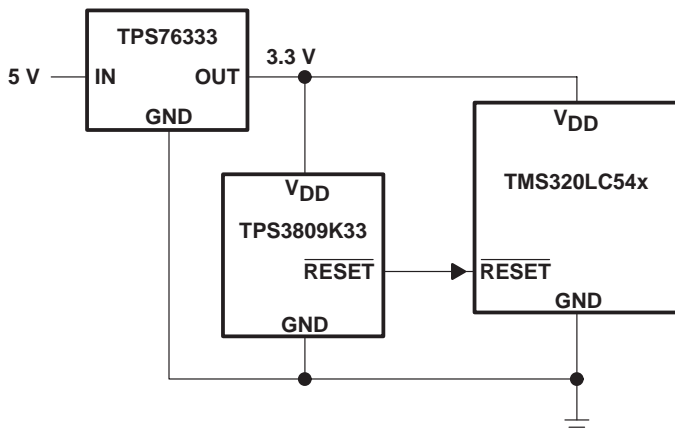 TPS76333
3.3 V
5 V IN OUT
GND
VDD
TMS320LC54x
VDD
TPS3809K33
RESET RESET
GND
GND